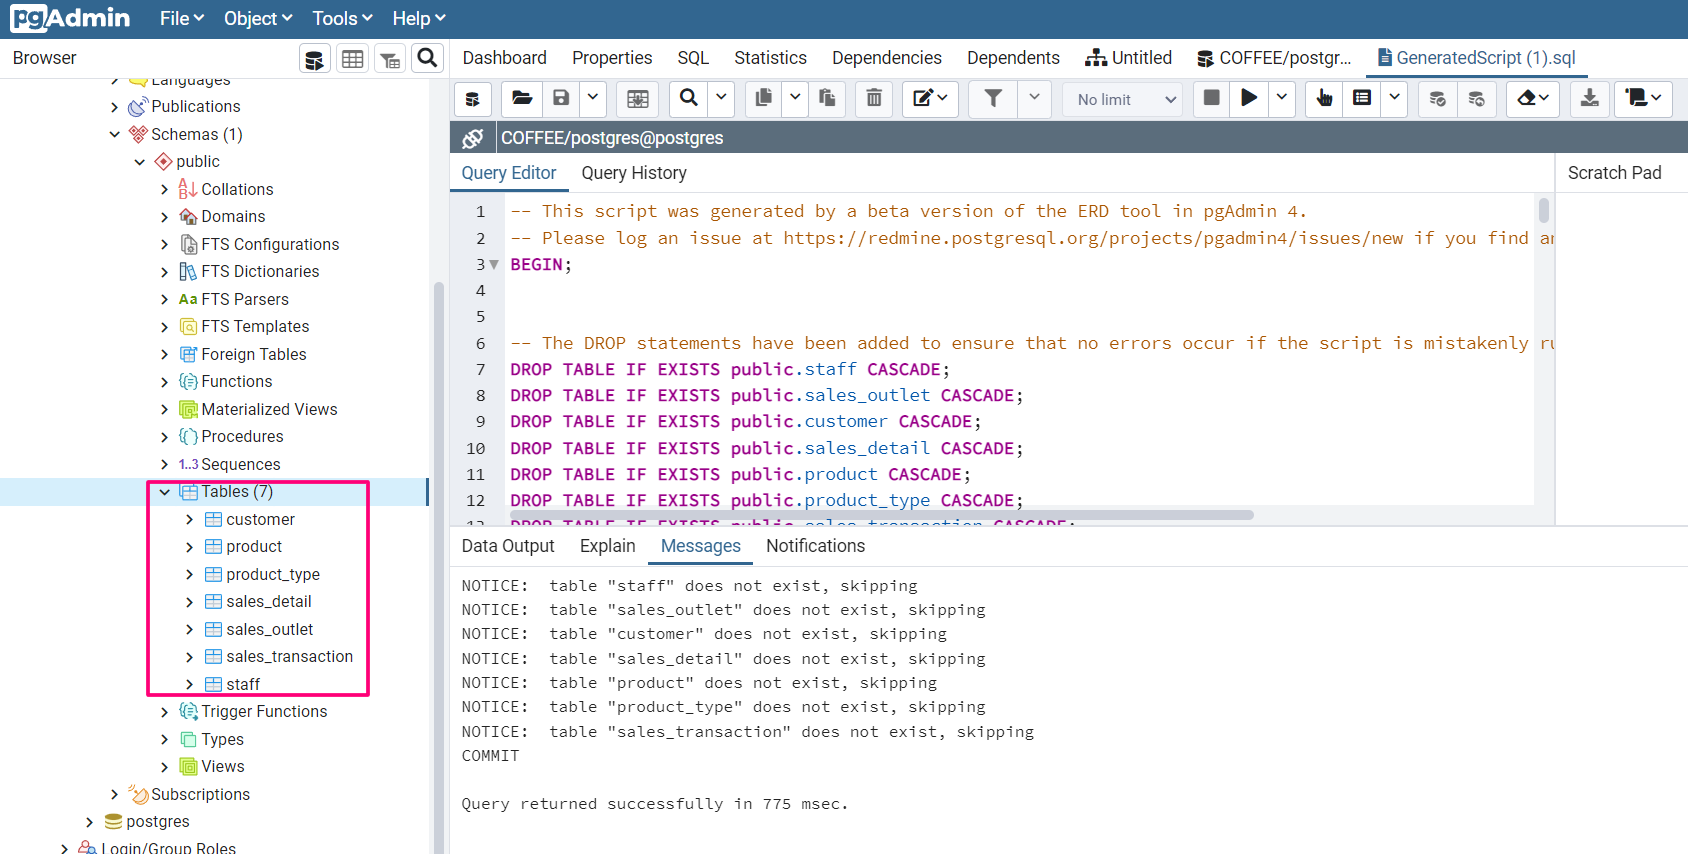 pgAdmin File Object Tools Help
Browser
Dashboard Properties SQL Statistics Dependencies Dependents Untitled COFFEE/postgr... GeneratedScript (1).sql
No limit
COFFEE/postgres@postgres
Query Editor Query History
Scratch Pad
Languages
Publications
Schemas (1)
public
Collations
Domains
FTS Configurations
FTS Dictionaries
Aa FTS Parsers
FTS Templates
Foreign Tables
Functions
Materialized Views
Procedures
1..3 Sequences
Tables (7)
customer
product
product_type
sales_detail
sales_outlet
sales_transaction
staff
Trigger Functions
Types
Views
Subscriptions
postgres
Login/Group Roles
1 -- This script was generated by a beta version of the ERD tool in pgAdmin 4.
2 -- Please log an issue at https://redmine.postgresql.org/projects/pgadmin4/issues/new if you find
3 BEGIN;
4
5
6 -- The DROP statements have been added to ensure that no errors occur if the script is mistakenly
7 DROP TABLE IF EXISTS public.staff CASCADE;
8 DROP TABLE IF EXISTS public.sales_outlet CASCADE;
9 DROP TABLE IF EXISTS public.customer CASCADE;
10 DROP TABLE IF EXISTS public.sales_detail CASCADE;
11 DROP TABLE IF EXISTS public.product CASCADE;
12 DROP TABLE IF EXISTS public.product_type CASCADE;
13 DROP TABLE IF EXISTS public.sales_transaction CASCADE;
Data Output Explain Messages Notifications
NOTICE:  table "staff" does not exist, skipping
NOTICE:  table "sales_outlet" does not exist, skipping
NOTICE:  table "customer" does not exist, skipping
NOTICE:  table "sales_detail" does not exist, skipping
NOTICE:  table "product" does not exist, skipping
NOTICE:  table "product_type" does not exist, skipping
NOTICE:  table "sales_transaction" does not exist, skipping
COMMIT
Query returned successfully in 775 msec.